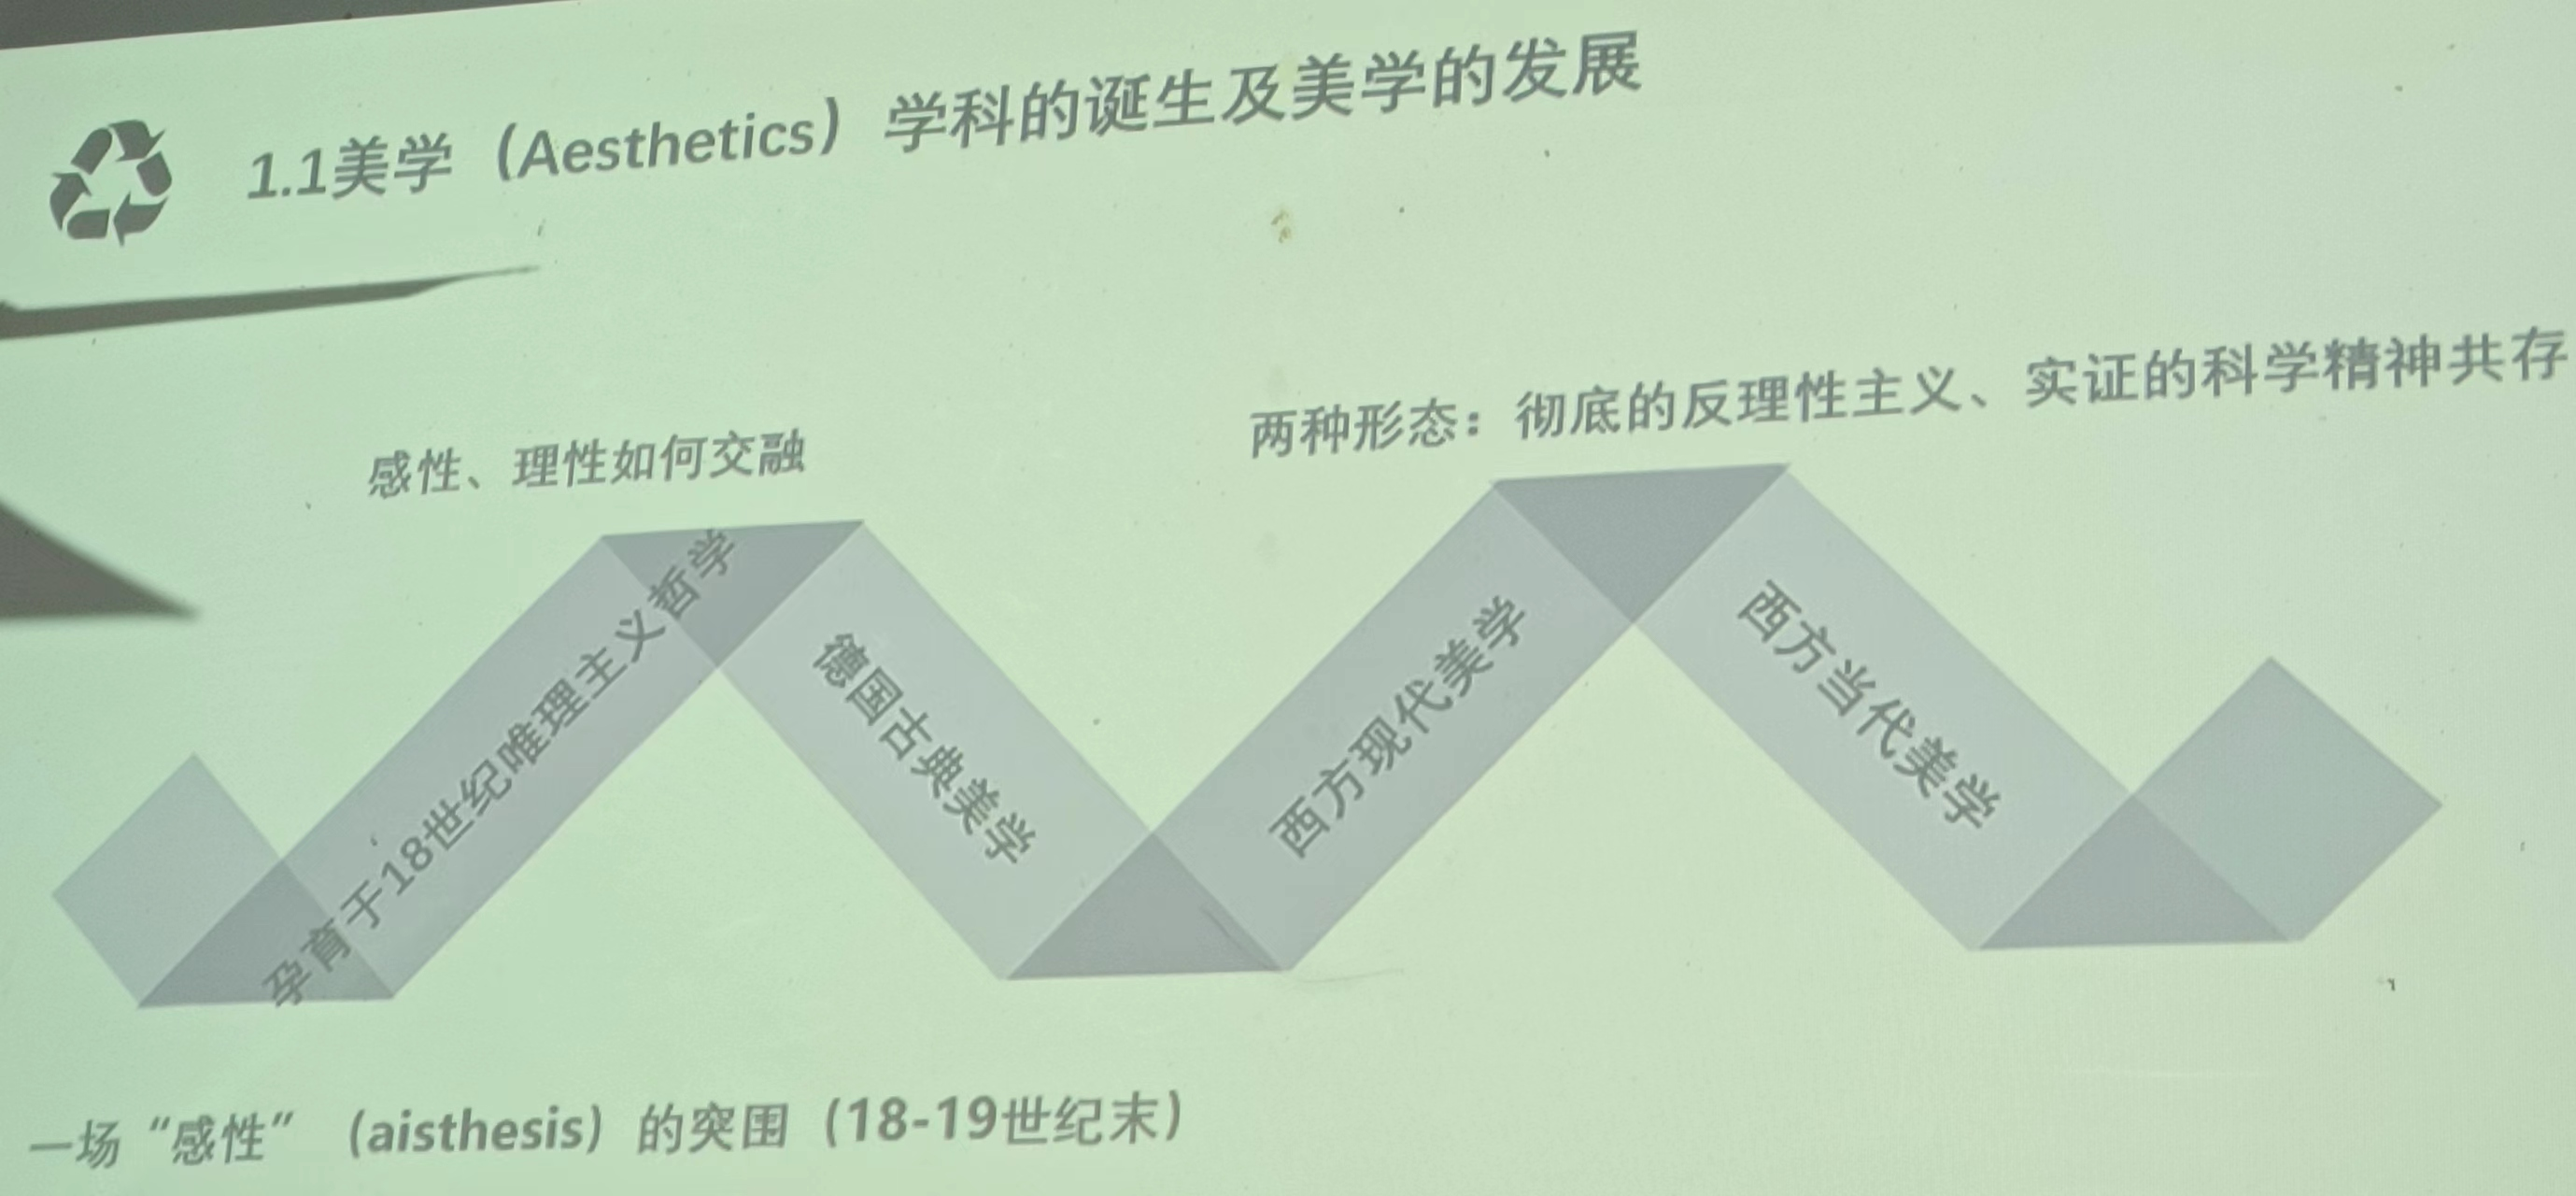 1.1美学（Aesthetics）学科的诞生及美学的发展
感性、理性如何交融
两种形态：彻底的反理性主义、实证的科学精神共存
孕育于18世纪唯理主义哲学
德国古典美学
西方现代美学
西方当代美学
一场“感性”（aisthesis）的突围（18-19世纪末）